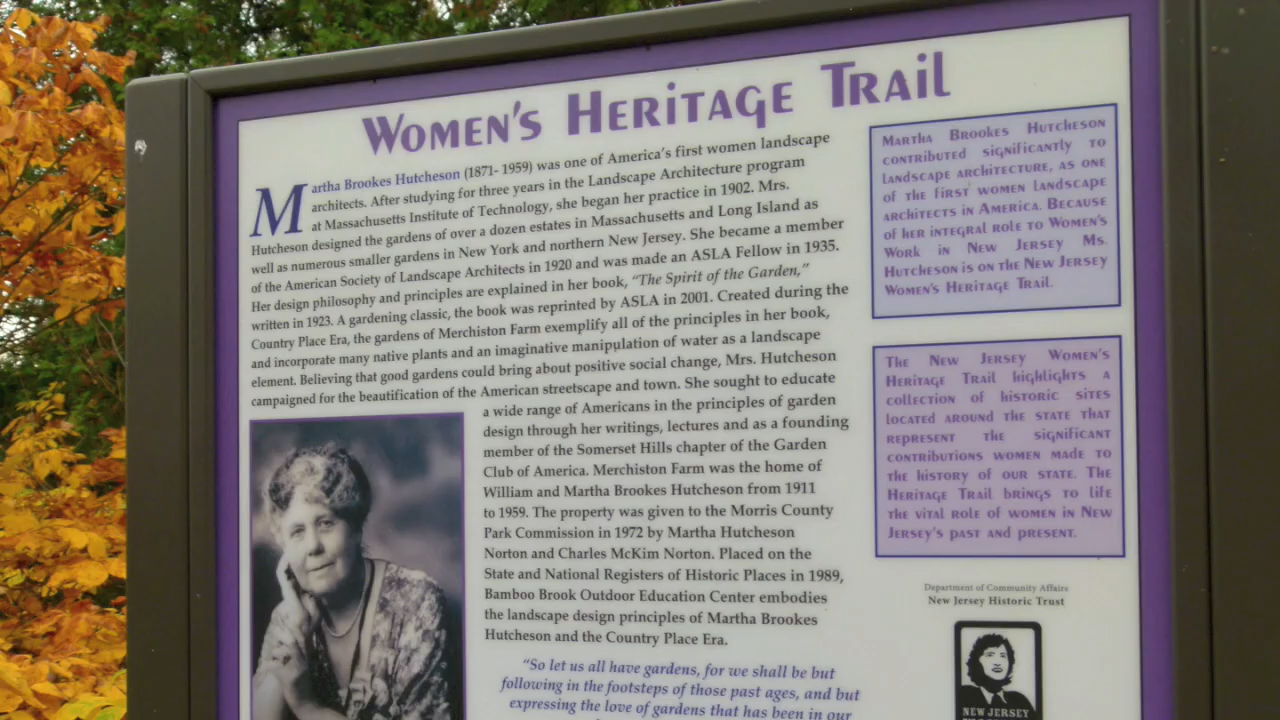 Women's Heritage Trail
Martha Brookes Hutcheson (1871- 1959) was one of America's first women landscape
architects. After studying for three years in the Landscape Architecture program
at Massachusetts Institute of Technology, she began her practice in 1902. Mrs.
Hutcheson designed the gardens of over a dozen estates in Massachusetts and Long Island as
well as numerous smaller gardens in New York and northern New Jersey. She became a member
of the American Society of Landscape Architects in 1920 and was made an ASLA Fellow in 1935.
Her design philosophy and principles are explained in her book, "The Spirit of the Garden,"
written in 1923. A gardening classic, the book was reprinted by ASLA in 2001. Created during the
Country Place Era, the gardens of Merchiston Farm exemplify all of the principles in her book,
and incorporate many native plants and an imaginative manipulation of water as a landscape
element. Believing that good gardens could bring about positive social change, Mrs. Hutcheson
campaigned for the beautification of the American streetscape and town. She sought to educate
a wide range of Americans in the principles of garden
design through her writings, lectures and as a founding
member of the Somerset Hills chapter of the Garden
Club of America. Merchiston Farm was the home of
William and Martha Brookes Hutcheson from 1911
to 1959. The property was given to the Morris County
Park Commission in 1972 by Martha Hutcheson
Norton and Charles McKim Norton. Placed on the
State and National Registers of Historic Places in 1989,
Bamboo Brook Outdoor Education Center embodies
the landscape design principles of Martha Brookes
Hutcheson and the Country Place Era.
"So let us all have gardens, for we shall be but
following in the footsteps of those past ages, and but
expressing the love of gardens that has been in our
Martha Brookes Hutcheson
contributed significantly to
landscape architecture, as one
of the first women landscape
architects in America. Because
of her integral role to Women's
Work in New Jersey Ms.
Hutcheson is on the New Jersey
Women's Heritage Trail.
The New Jersey Women's
Heritage Trail highlights a
collection of historic sites
located around the state that
represent the significant
contributions women made to
the history of our state. The
Heritage Trail brings to life
the vital role of women in New
Jersey's past and present.
Department of Community Affairs
New Jersey Historic Trust
NEW JERSEY